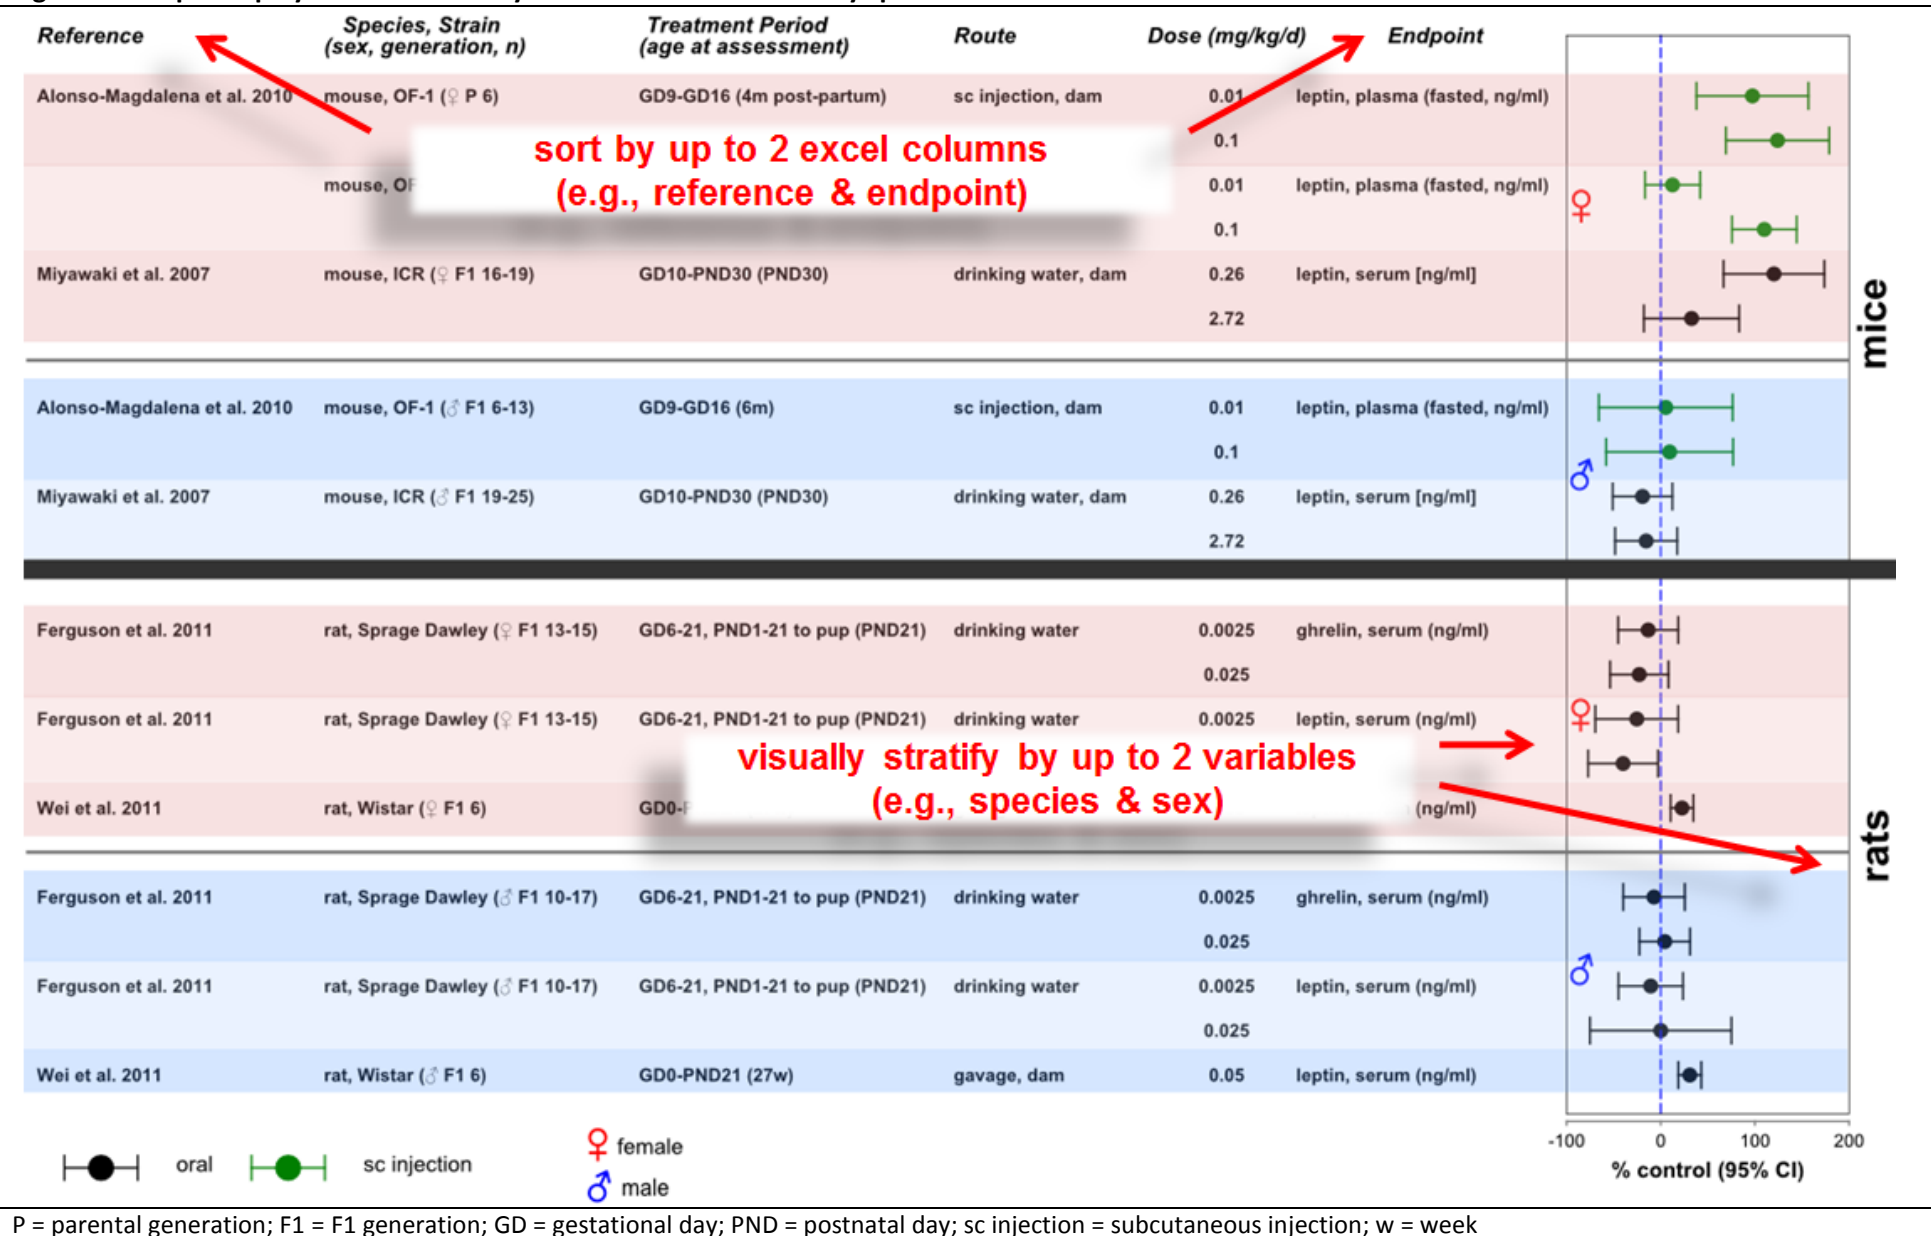 Reference Species, Strain (sex, generation, n) Treatment Period (age at assessment) Route Dose (mg/kg/d) Endpoint
Alonso-Magdalena et al. 2010 mouse, OF-1 (♀ P 6) GD9-GD16 (4m post-partum) sc injection, dam 0.01 leptin, plasma (fasted, ng/ml)
sort by up to 2 excel columns
(e.g., reference & endpoint)
0.1
mouse, OF 0.01 leptin, plasma (fasted, ng/ml)
♀
0.1
Miyawaki et al. 2007 mouse, ICR (♀ F1 16-19) GD10-PND30 (PND30) drinking water, dam 0.26 leptin, serum [ng/ml]
2.72
mice
Alonso-Magdalena et al. 2010 mouse, OF-1 (♂ F1 6-13) GD9-GD16 (6m) sc injection, dam 0.01 leptin, plasma (fasted, ng/ml)
0.1
♂
Miyawaki et al. 2007 mouse, ICR (♂ F1 19-25) GD10-PND30 (PND30) drinking water, dam 0.26 leptin, serum [ng/ml]
2.72
Ferguson et al. 2011 rat, Sprage Dawley (♀ F1 13-15) GD6-21, PND1-21 to pup (PND21) drinking water 0.0025 ghrelin, serum (ng/ml)
0.025
Ferguson et al. 2011 rat, Sprage Dawley (♀ F1 13-15) GD6-21, PND1-21 to pup (PND21) drinking water 0.0025 leptin, serum (ng/ml)
♀
visually stratify by up to 2 variables
(e.g., species & sex)
Wei et al. 2011 rat, Wistar (♀ F1 6) GD0- (ng/ml)
rats
Ferguson et al. 2011 rat, Sprage Dawley (♂ F1 10-17) GD6-21, PND1-21 to pup (PND21) drinking water 0.0025 ghrelin, serum (ng/ml)
0.025
♂
Ferguson et al. 2011 rat, Sprage Dawley (♂ F1 10-17) GD6-21, PND1-21 to pup (PND21) drinking water 0.0025 leptin, serum (ng/ml)
0.025
Wei et al. 2011 rat, Wistar (♂ F1 6) GD0-PND21 (27w) gavage, dam 0.05 leptin, serum (ng/ml)
-100 0 100 200
% control (95% CI)
oral sc injection
♀ female
♂ male
P = parental generation; F1 = F1 generation; GD = gestational day; PND = postnatal day; sc injection = subcutaneous injection; w = week